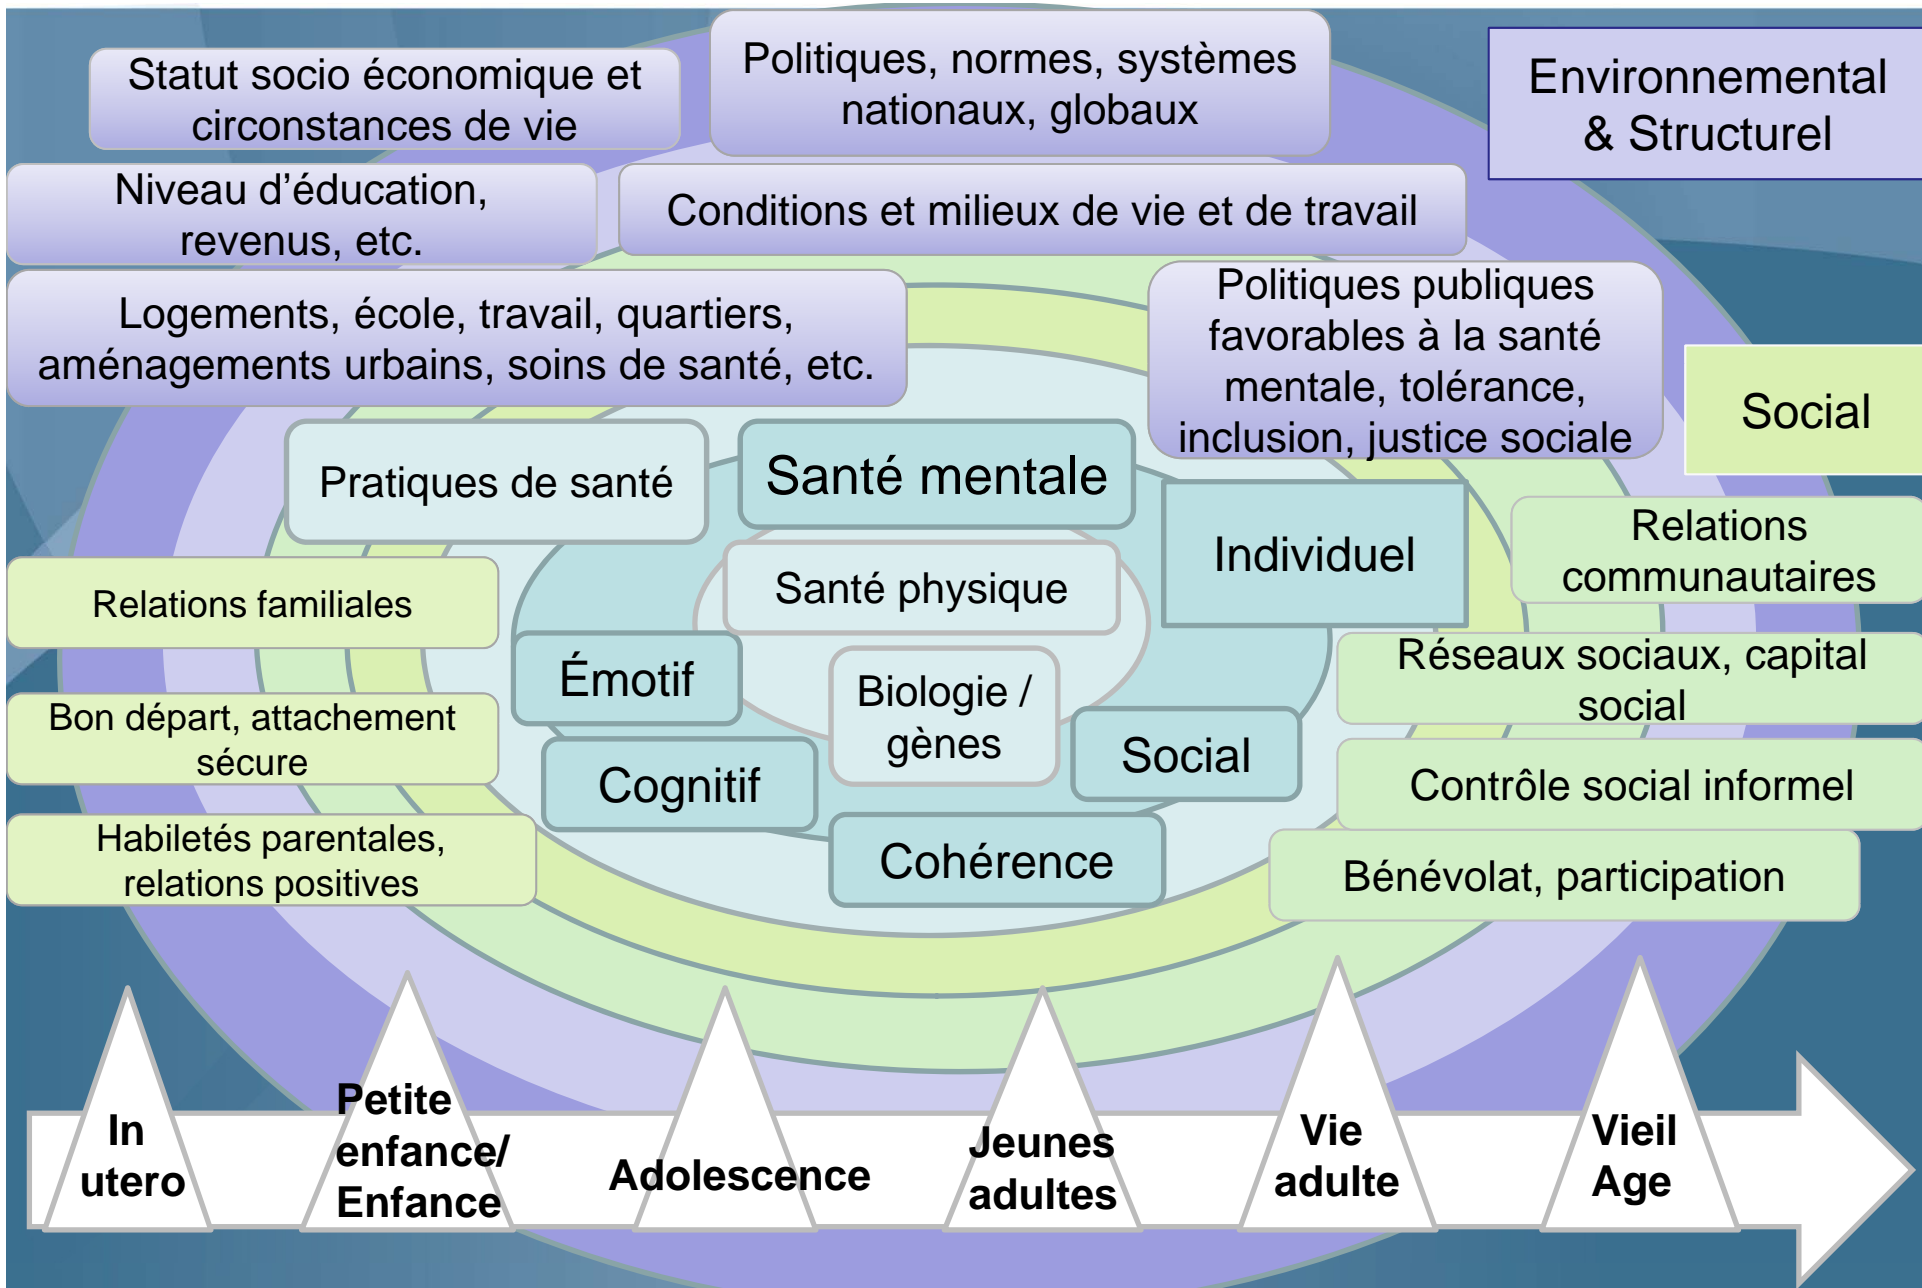 Statut socio économique et
circonstances de vie
Politiques, normes, systèmes
nationaux, globaux
Environnemental
& Structurel
Niveau d’éducation,
revenus, etc.
Conditions et milieux de vie et de travail
Logements, école, travail, quartiers,
aménagements urbains, soins de santé, etc.
Politiques publiques
favorables à la santé
mentale, tolérance,
inclusion, justice sociale
Social
Pratiques de santé
Santé mentale
Individuel
Relations
communautaires
Santé physique
Relations familiales
Émotif
Biologie /
gènes
Réseaux sociaux, capital
social
Bon départ, attachement
sécure
Cognitif
Social
Contrôle social informel
Habiletés parentales,
relations positives
Cohérence
Bénévolat, participation
In
utero
Petite
enfance/
Enfance
Adolescence
Jeunes
adultes
Vie
adulte
Vieil
Age